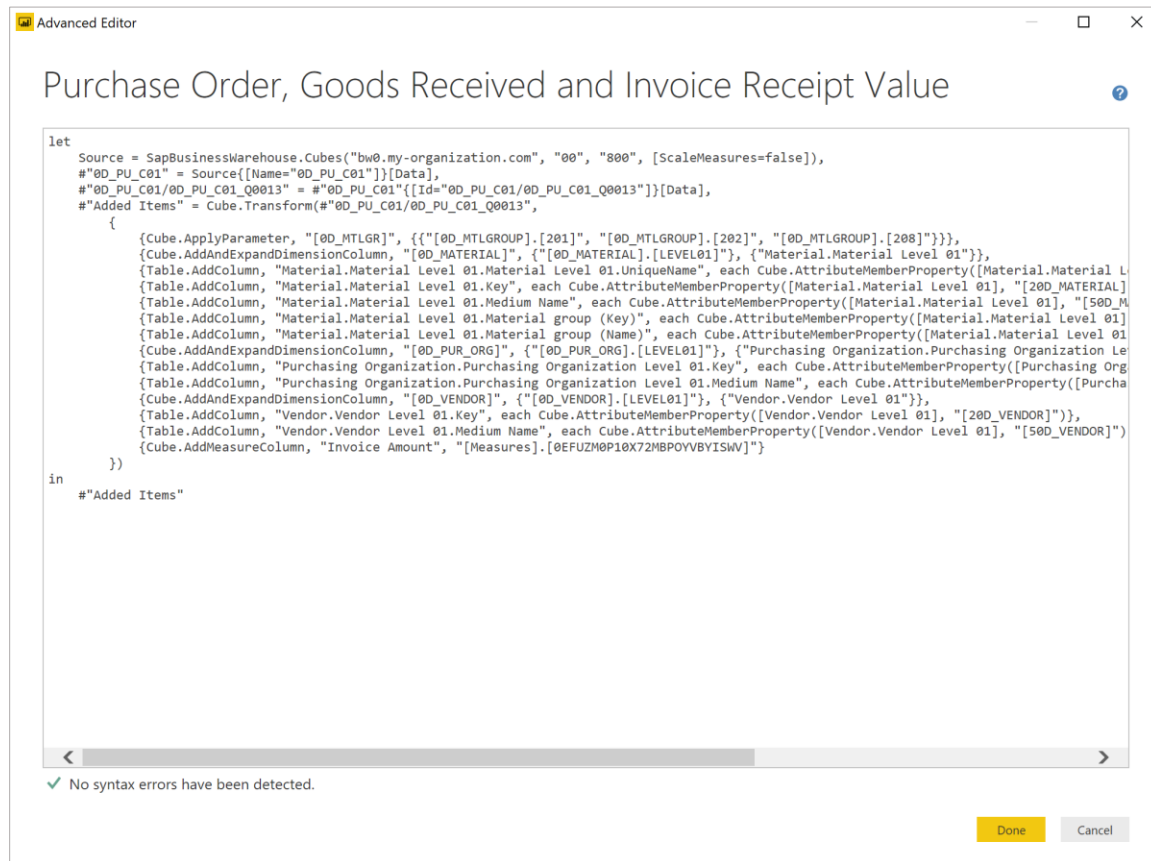 Advanced Editor
Purchase Order, Goods Received and Invoice Receipt Value
let
    Source = SapBusinessWarehouse.Cubes("bw0.my-organization.com", "00", "800", [ScaleMeasures=false]),
    #"0D_PU_C01" = Source{[Name="0D_PU_C01"]}[Data],
    #"0D_PU_C01/0D_PU_C01_Q0013" = #"0D_PU_C01"{[Id="0D_PU_C01/0D_PU_C01_Q0013"]}[Data],
    #"Added Items" = Cube.Transform(#"0D_PU_C01/0D_PU_C01_Q0013",
        {
            {Cube.ApplyParameter, "[0D_MTLGR]", {{"[0D_MTLGROUP].[201]", "[0D_MTLGROUP].[202]", "[0D_MTLGROUP].[208]"}}},
            {Cube.AddAndExpandDimensionColumn, "[0D_MATERIAL]", {"[0D_MATERIAL].[LEVEL01]"}, {"Material.Material Level 01"}},
            {Table.AddColumn, "Material.Material Level 01.Material Level 01.UniqueName", each Cube.AttributeMemberProperty([Material.Material L
            {Table.AddColumn, "Material.Material Level 01.Key", each Cube.AttributeMemberProperty([Material.Material Level 01], "[20D_MATERIAL]
            {Table.AddColumn, "Material.Material Level 01.Medium Name", each Cube.AttributeMemberProperty([Material.Material Level 01], "[50D_M
            {Table.AddColumn, "Material.Material Level 01.Material group (Key)", each Cube.AttributeMemberProperty([Material.Material Level 01]
            {Table.AddColumn, "Material.Material Level 01.Material group (Name)", each Cube.AttributeMemberProperty([Material.Material Level 01
            {Cube.AddAndExpandDimensionColumn, "[0D_PUR_ORG]", {"[0D_PUR_ORG].[LEVEL01]"}, {"Purchasing Organization.Purchasing Organization Le
            {Table.AddColumn, "Purchasing Organization.Purchasing Organization Level 01.Key", each Cube.AttributeMemberProperty([Purchasing Org
            {Table.AddColumn, "Purchasing Organization.Purchasing Organization Level 01.Medium Name", each Cube.AttributeMemberProperty([Purcha
            {Cube.AddAndExpandDimensionColumn, "[0D_VENDOR]", {"[0D_VENDOR].[LEVEL01]"}, {"Vendor.Vendor Level 01"}},
            {Table.AddColumn, "Vendor.Vendor Level 01.Key", each Cube.AttributeMemberProperty([Vendor.Vendor Level 01], "[20D_VENDOR]")},
            {Table.AddColumn, "Vendor.Vendor Level 01.Medium Name", each Cube.AttributeMemberProperty([Vendor.Vendor Level 01], "[50D_VENDOR]")
            {Cube.AddMeasureColumn, "Invoice Amount", "[Measures].[0EFUZM0P10X72MBPOYVBYISWV]"}
        })
in
    #"Added Items"
No syntax errors have been detected.
Done
Cancel